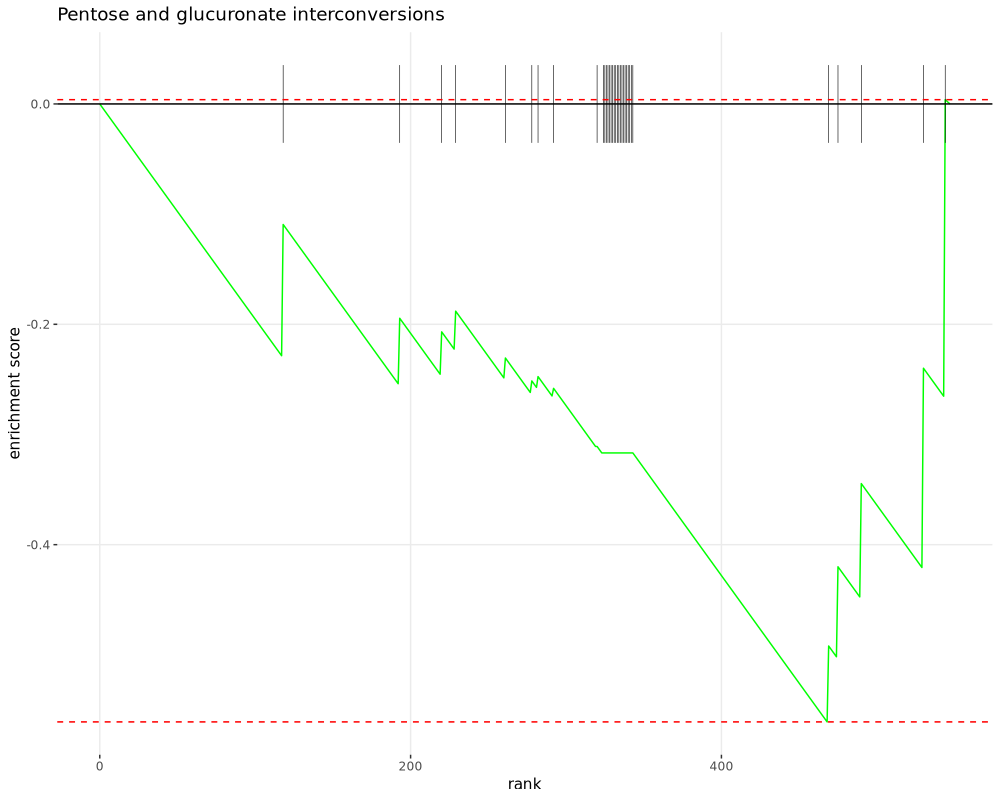 Pentose and glucuronate interconversions
0.0
-0.2
-0.4
enrichment score
0
200
400
rank